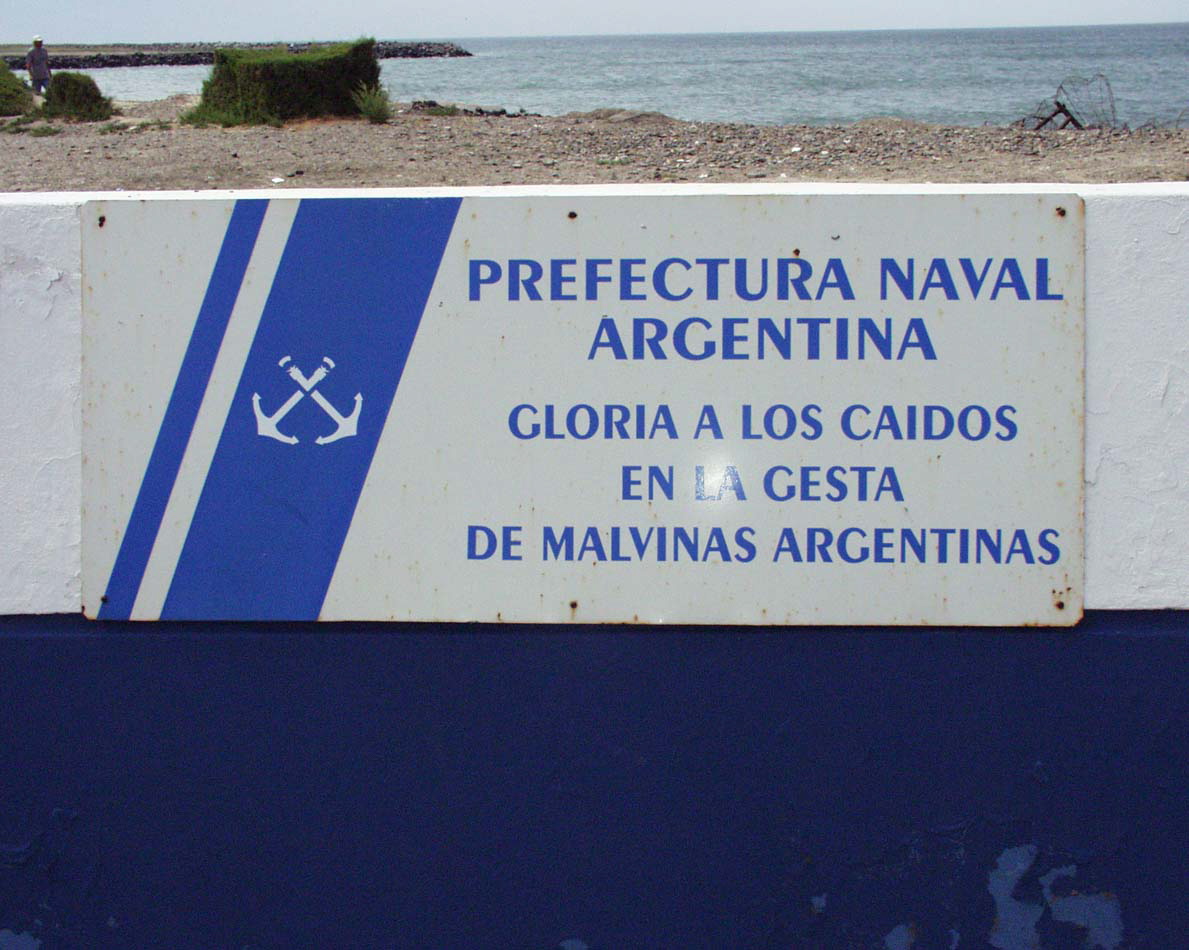 PREFECTURA NAVAL
ARGENTINA
GLORIA A LOS CAIDOS
EN LA GESTA
DE MALVINAS ARGENTINAS